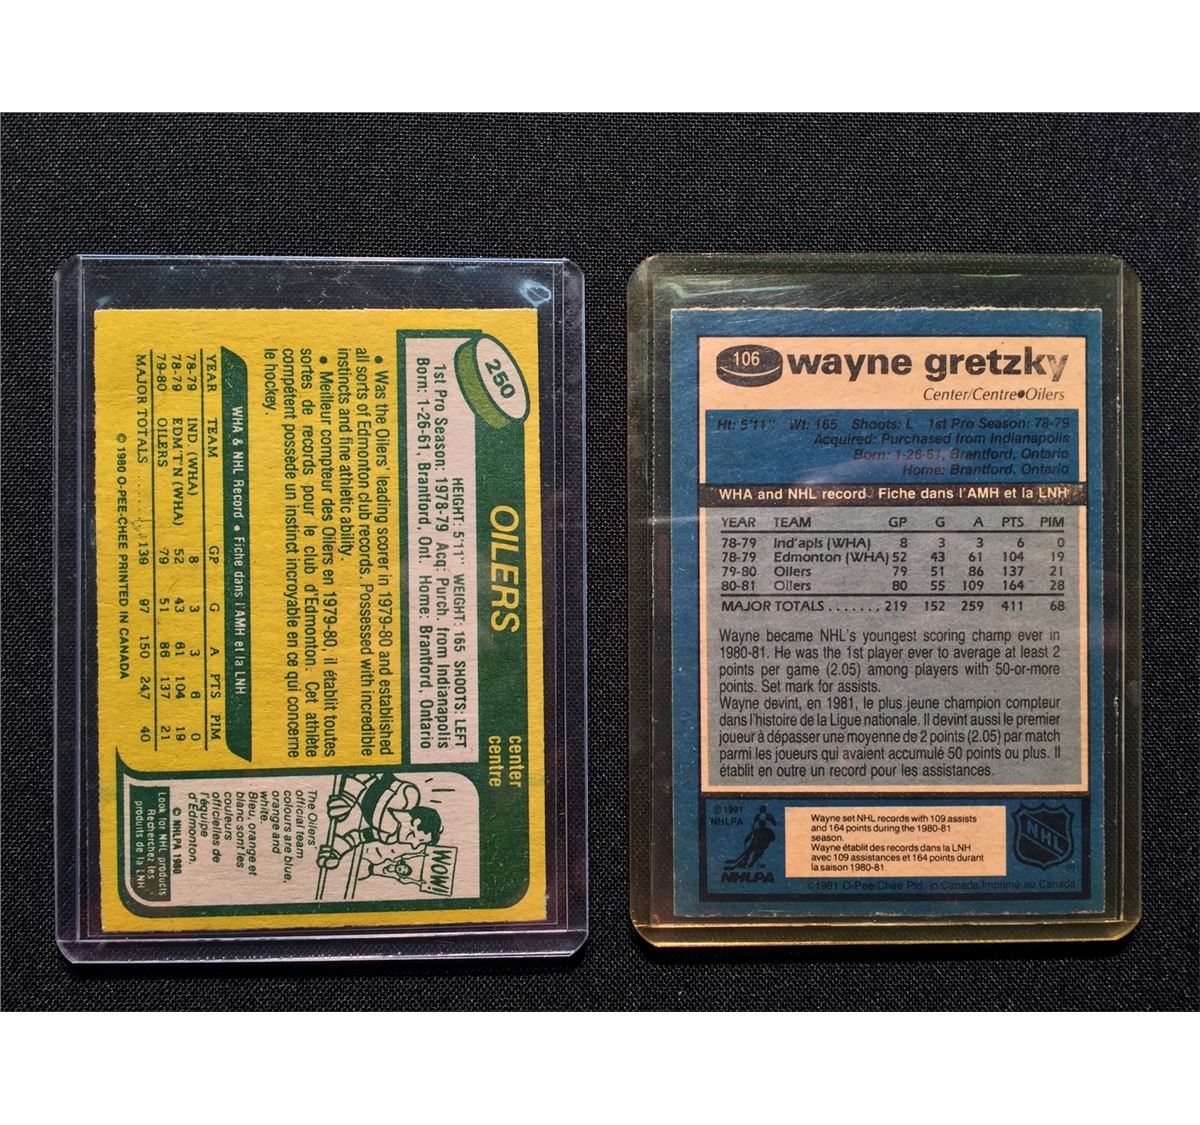 250
OILERS
center
centre
HEIGHT: 5'11" WEIGHT: 165 SHOOTS: LEFT
1st Pro Season: 1978-79 Acq: Purch. from Indianapolis
Born: 1-26-61, Brantford, Ont. Home: Brantford, Ontario
• Was the Oilers' leading scorer in 1979-80 and established
all sorts of Edmonton club records. Possessed with incredible
instincts and fine athletic ability.
• Meilleur compteur des Oilers en 1979-80, il établit toutes
sortes de records pour le club d'Edmonton. Cet athlète
compétent possède un instinct incroyable en ce qui concerne
le hockey.
WHA & NHL Record • Fiche dans l'AMH et la LNH
YEAR TEAM GP G A PTS PIM
78-79 IND. (WHA) 8 3 3 6 0
78-79 EDM'T'N (WHA) 52 43 61 104 19
79-80 OILERS 79 51 86 137 21
MAJOR TOTALS ..... 139 97 150 247 40
© 1980 O-PEE-CHEE PRINTED IN CANADA
WOW!
The Oilers'
official team
colours are blue,
orange and
white.
Bleu, orange et
blanc sont les
couleurs
officielles de
l'équipe
d'Edmonton.
© NHLPA 1980
Look for NHL products
Recherchez les
produits de la LNH
106
wayne gretzky
Center/Centre•Oilers
Ht: 5'11" Wt: 165 Shoots: L 1st Pro Season: 78-79
Acquired: Purchased from Indianapolis
Born: 1-26-61, Brantford, Ontario
Home: Brantford, Ontario
WHA and NHL record / Fiche dans l'AMH et la LNH
YEAR TEAM GP G A PTS PIM
78-79 Ind'apls (WHA) 8 3 3 6 0
78-79 Edmonton (WHA) 52 43 61 104 19
79-80 Oilers 79 51 86 137 21
80-81 Oilers 80 55 109 164 28
MAJOR TOTALS ....... 219 152 259 411 68
Wayne became NHL's youngest scoring champ ever in
1980-81. He was the 1st player ever to average at least 2
points per game (2.05) among players with 50-or-more
points. Set mark for assists.
Wayne devint, en 1981, le plus jeune champion compteur
dans l'histoire de la Ligue nationale. Il devint aussi le premier
joueur à dépasser une moyenne de 2 points (2.05) par match
parmi les joueurs qui avaient accumulé 50 points ou plus. Il
établit en outre un record pour les assistances.
© 1981
NHLPA
NHLPA
TM
Wayne set NHL records with 109 assists
and 164 points during the 1980-81
season.
Wayne établit des records dans la LNH
avec 109 assistances et 164 points durant
la saison 1980-81.
NHL
©1981 O-Pee-Chee Ptd. in Canada/Imprimé au Canada